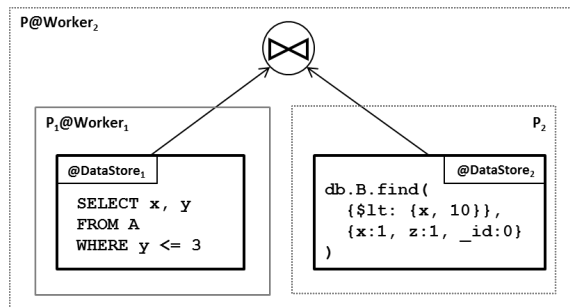 P@Worker₂
P₁@Worker₁
@DataStore₁
SELECT x, y
FROM A
WHERE y <= 3
P₂
@DataStore₂
db.B.find(
{$lt: {x, 10}},
{x:1, z:1, _id:0}
)